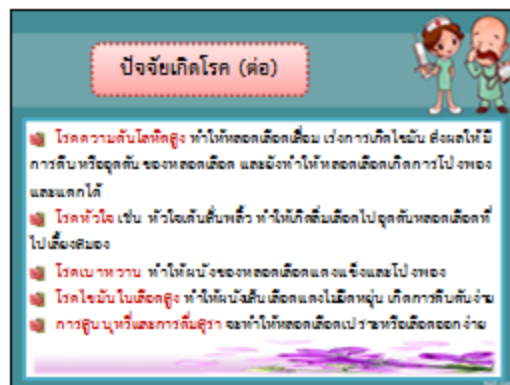 ปัจจัยเกิดโรค (ต่อ)
โรคความดันโลหิตสูง ทำให้หลอดเลือดเสื่อม เร่งการเกิดไขมัน ส่งผลให้มี
การตีบหรืออุดตัน ของหลอดเลือด และยังทำให้หลอดเลือดเกิดการโป่งพอง
และแตกได้
โรคหัวใจ เช่น หัวใจเต้นสั่นพลิ้ว ทำให้เกิดลิ่มเลือดไปอุดตันหลอดเลือดที่
ไปเลี้ยงสมอง
โรคเบาหวาน ทำให้ผนังของหลอดเลือดแดงแข็งและโป่งพอง
โรคไขมันในเลือดสูง ทำให้ผนังเส้นเลือดแดงไม่ยืดหยุ่น เกิดการตีบตันง่าย
การสูบบุหรี่และการดื่มสุรา จะทำให้หลอดเลือดเปราะหรือเลือดออกง่าย